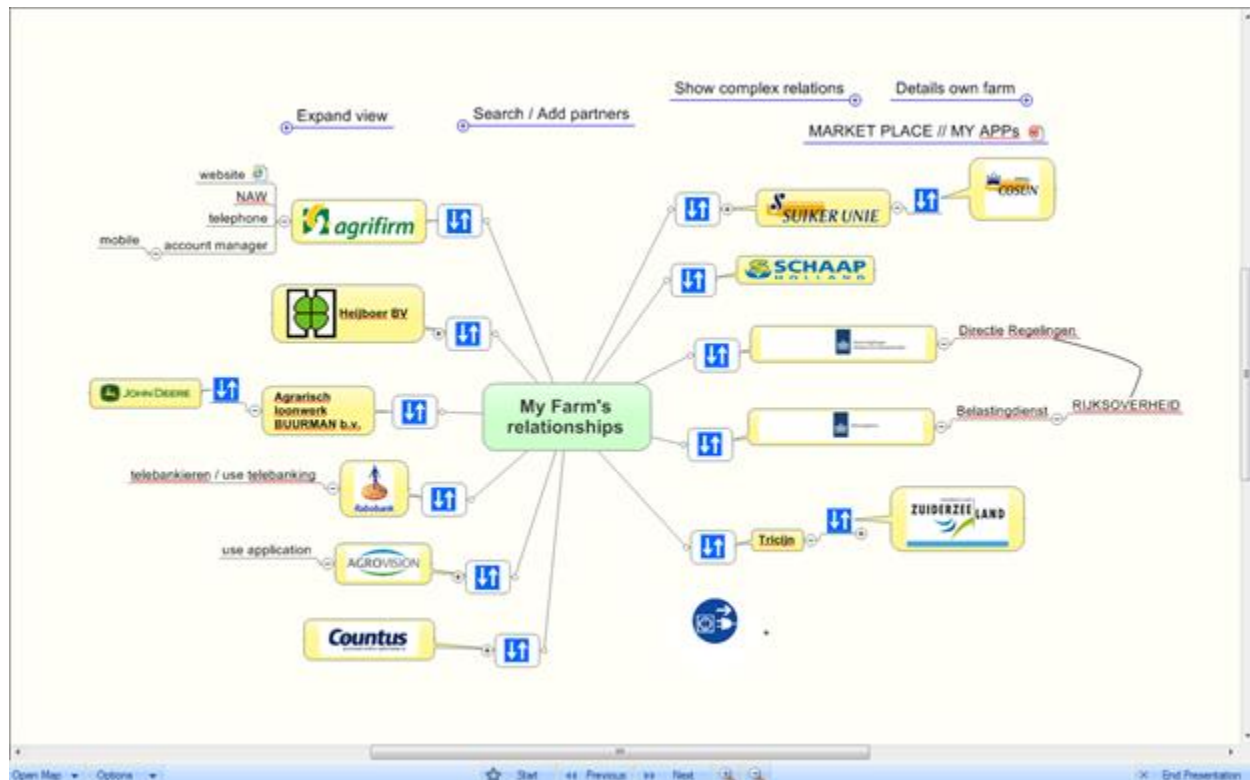 Show complex relations
Details own farm
Expand view
Search / Add partners
MARKET PLACE // MY APPs
website
NAW
telephone
mobile
account manager
agrifirm
SUIKER UNIE
COSUN
SCHAAP
HOLLAND
Heijboer BV
Directie Regelingen
JOHN DEERE
Agrarisch
loonwerk
BUURMAN b.v.
My Farm's
relationships
Belastingdienst
RIJKSOVERHEID
telebankieren / use telebanking
Rabobank
ZUIDERZEELAND
Tricijn
use application
AGROVISION
Countus
Open Map
Options
Start
Previous
Next
End Presentation